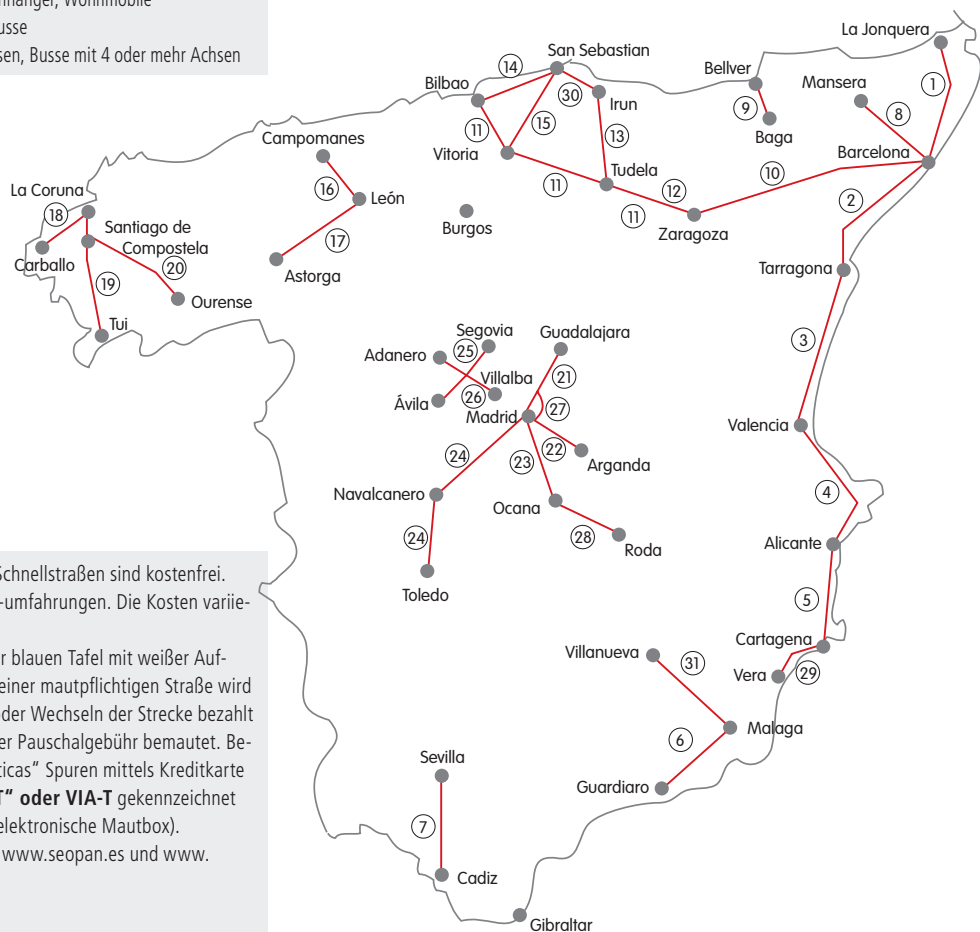 nhänger, Wohnmobile
usse
sen, Busse mit 4 oder mehr Achsen
La Jonquera
San Sebastian
Bellver
Mansera
Bilbao
14
30
Irun
9
Baga
8
1
11
15
13
Campomanes
Vitoria
Barcelona
16
11
Tudela
12
10
La Coruna
León
11
Zaragoza
2
18
Santiago de
Compostela
Burgos
17
Carballo
20
Astorga
Tarragona
19
Ourense
Tui
Segovia
Guadalajara
3
Adanero
25
Villalba
21
Ávila
26
27
Madrid
Valencia
24
23
22
Arganda
Navalcanero
4
Ocana
24
28
Roda
Alicante
Toledo
5
Cartagena
Villanueva
31
Vera
29
Malaga
6
Sevilla
Guardiaro
7
Cadiz
Gibraltar
Schnellstraßen sind kostenfrei.
-umfahrungen. Die Kosten variie-
r blauen Tafel mit weißer Auf-
einer mautpflichtigen Straße wird
oder Wechseln der Strecke bezahlt
er Pauschalgebühr bemautet. Be-
ticas“ Spuren mittels Kreditkarte
T“ oder VIA-T gekennzeichnet
elektronische Mautbox).
www.seopan.es und www.